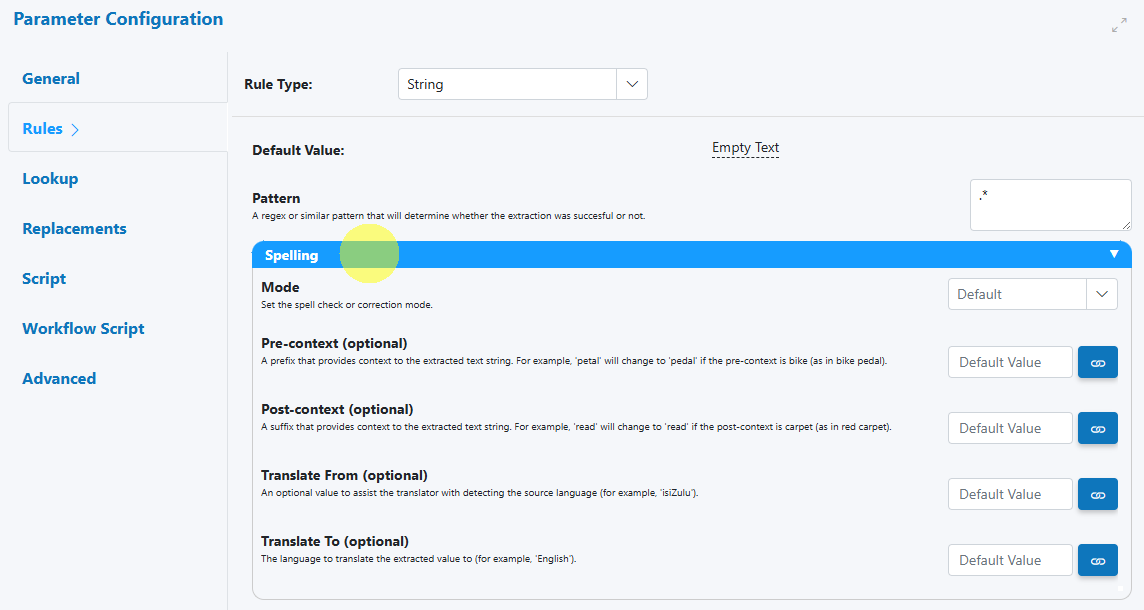 Parameter Configuration
General
Rules
Lookup
Replacements
Script
Workflow Script
Advanced
Rule Type: String
Default Value: Empty Text
Pattern
A regex or similar pattern that will determine whether the extraction was succesful or not.
.*
Spelling
Mode
Set the spell check or correction mode.
Default
Pre-context (optional)
A prefix that provides context to the extracted text string. For example, 'petal' will change to 'pedal' if the pre-context is bike (as in bike pedal).
Default Value
Post-context (optional)
A suffix that provides context to the extracted text string. For example, 'read' will change to 'read' if the post-context is carpet (as in red carpet).
Default Value
Translate From (optional)
An optional value to assist the translator with detecting the source language (for example, 'isiZulu').
Default Value
Translate To (optional)
The language to translate the extracted value to (for example, 'English').
Default Value